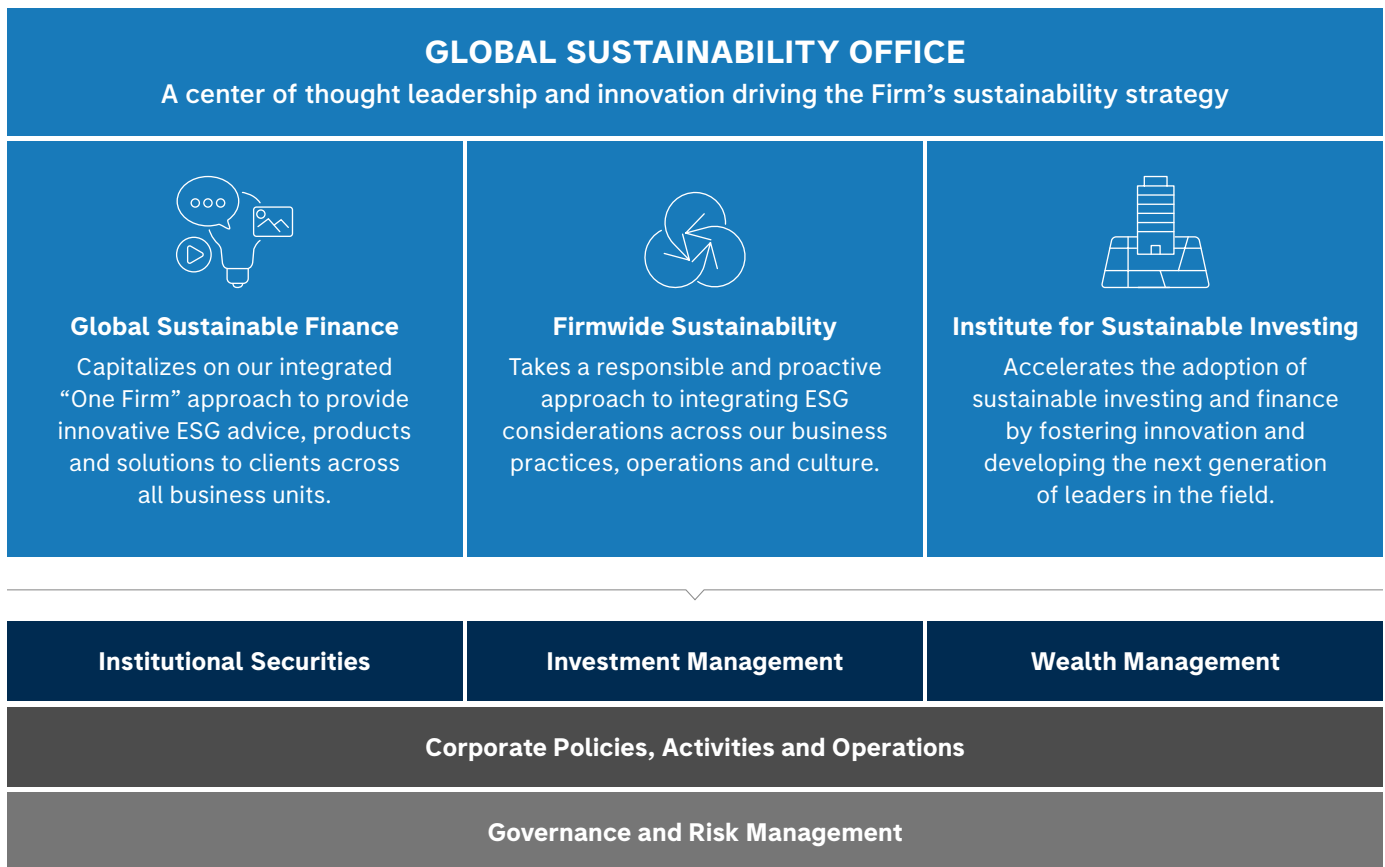 GLOBAL SUSTAINABILITY OFFICE
A center of thought leadership and innovation driving the Firm’s sustainability strategy
Global Sustainable Finance
Capitalizes on our integrated
“One Firm” approach to provide
innovative ESG advice, products
and solutions to clients across
all business units.
Firmwide Sustainability
Takes a responsible and proactive
approach to integrating ESG
considerations across our business
practices, operations and culture.
Institute for Sustainable Investing
Accelerates the adoption of
sustainable investing and finance
by fostering innovation and
developing the next generation
of leaders in the field.
Institutional Securities
Investment Management
Wealth Management
Corporate Policies, Activities and Operations
Governance and Risk Management